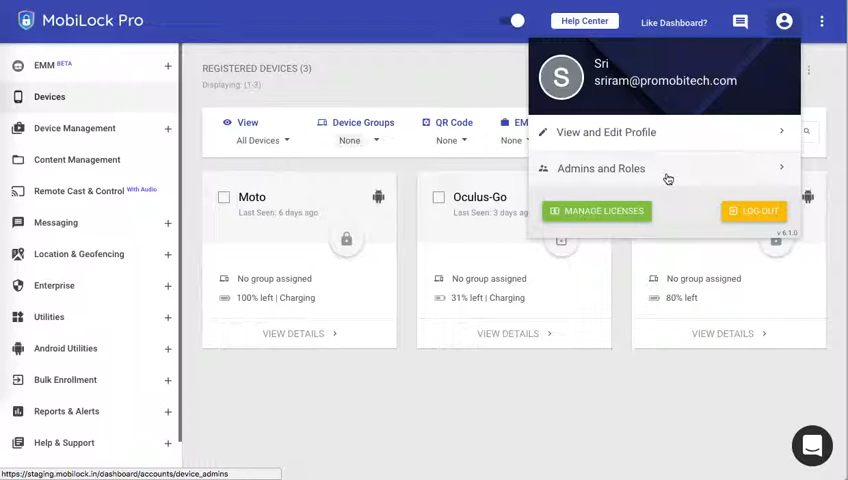 MobiLock Pro
Help Center
Like Dashboard?
EMM BETA
Devices
Device Management
Content Management
Remote Cast & Control With Audio
Messaging
Location & Geofencing
Enterprise
Utilities
Android Utilities
Bulk Enrollment
Reports & Alerts
Help & Support
REGISTERED DEVICES (3)
Displaying: (1-3)
View
All Devices
Device Groups
None
QR Code
None
EM
None
S
Sri
sriram@promobitech.com
View and Edit Profile
Admins and Roles
MANAGE LICENSES
LOG OUT
v 6.1.0
Moto
Last Seen: 6 days ago
No group assigned
100% left | Charging
VIEW DETAILS
Oculus-Go
Last Seen: 3 days ag
No group assigned
31% left | Charging
VIEW DETAILS
No group assigned
80% left
VIEW DETAILS
https://staging.mobilock.in/dashboard/accounts/device_admins